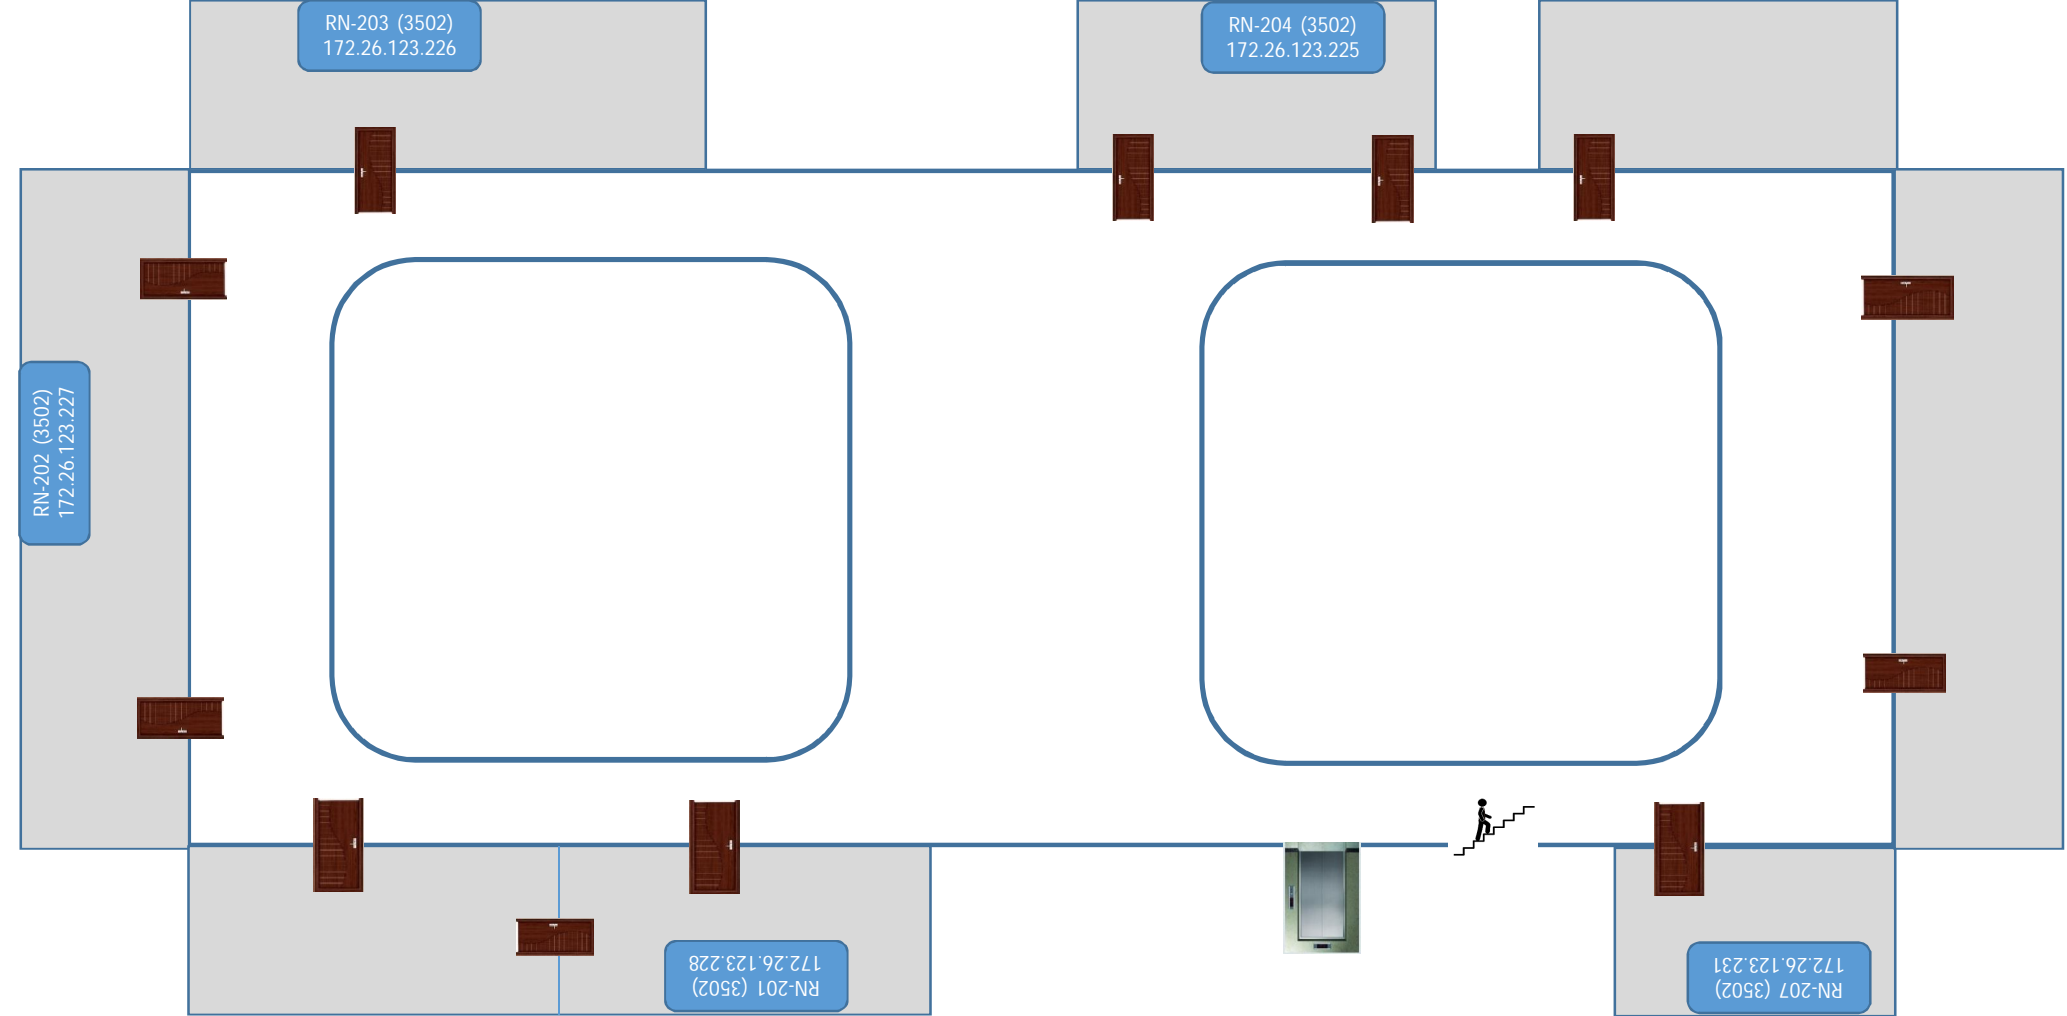 RN-203 (3502)
172.26.123.226
RN-204 (3502)
172.26.123.225
RN-202 (3502)
172.26.123.227
RN-201 (3502)
172.26.123.228
RN-207 (3502)
172.26.123.231